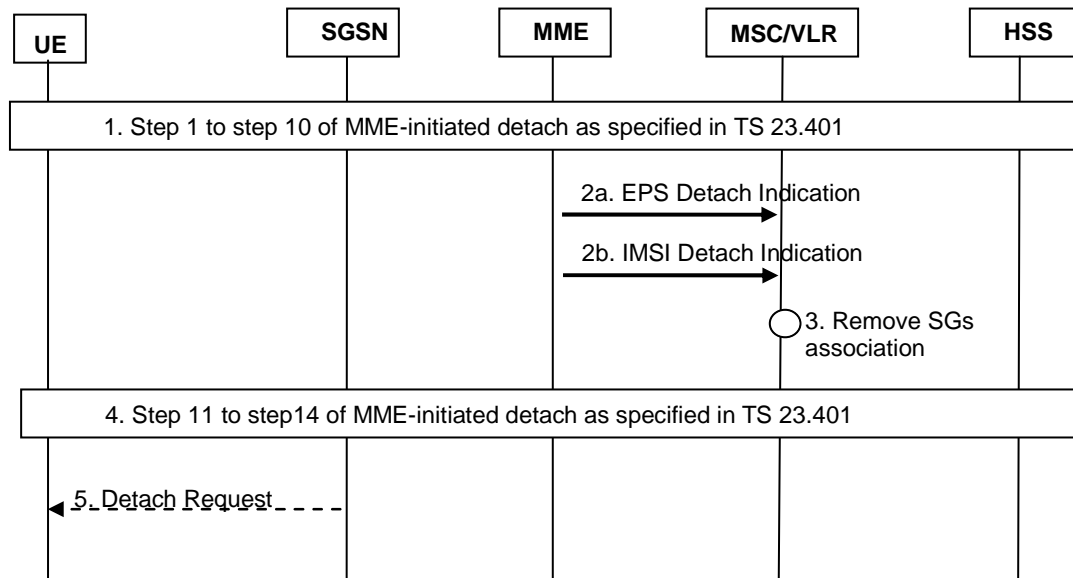 UE
SGSN
MME
MSC/VLR
HSS
1. Step 1 to step 10 of MME-initiated detach as specified in TS 23.401
2a. EPS Detach Indication
2b. IMSI Detach Indication
3. Remove SGs
association
4. Step 11 to step14 of MME-initiated detach as specified in TS 23.401
5. Detach Request